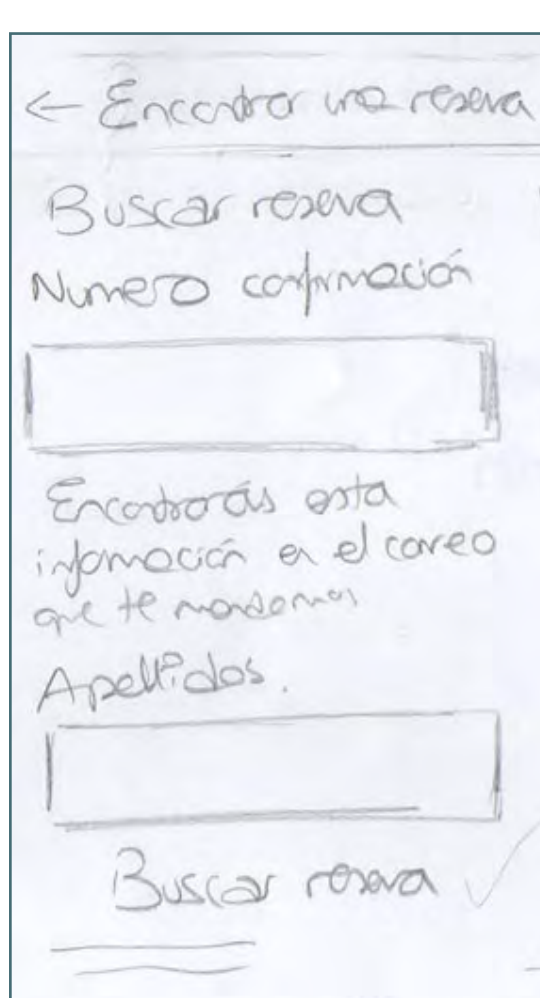 ← Encontrar una reserva
Buscar reserva
Numero confirmación
Encontrarás esta
información en el correo
que te mandamos
Apellidos.
Buscar reserva